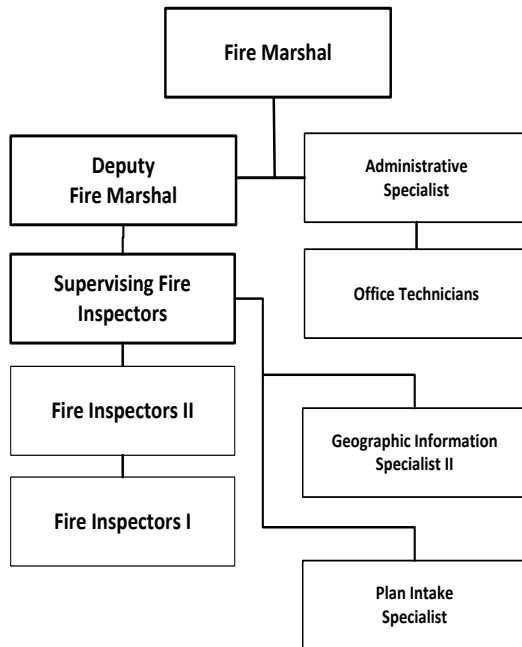 Fire Marshal
Deputy
Fire Marshal
Administrative
Specialist
Supervising Fire
Inspectors
Office Technicians
Fire Inspectors II
Geographic Information
Specialist II
Fire Inspectors I
Plan Intake
Specialist